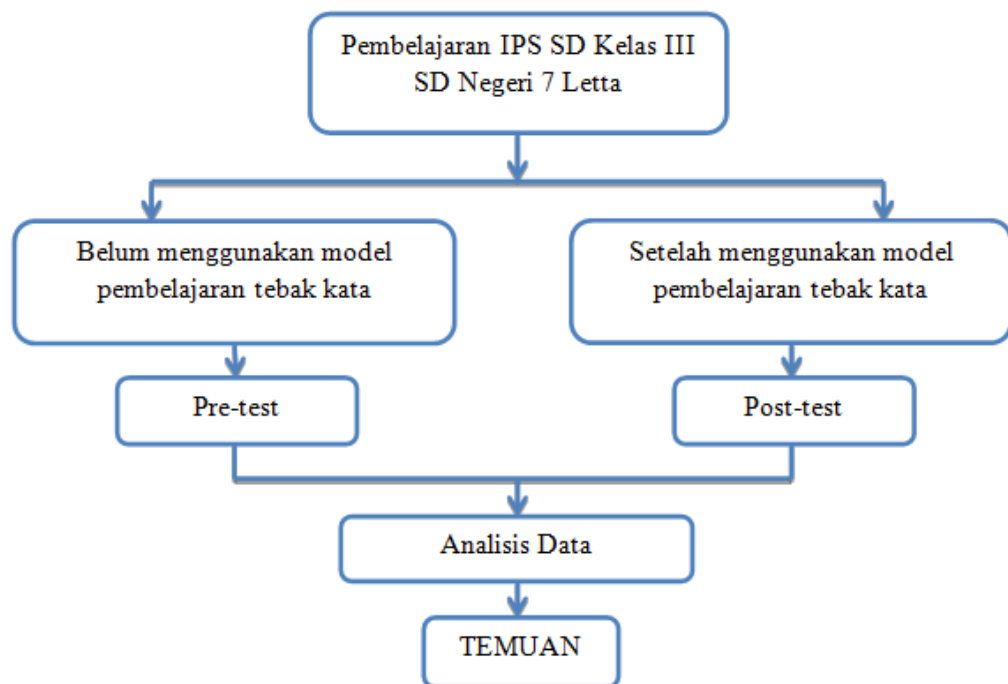 Pembelajaran IPS SD Kelas III
SD Negeri 7 Letta
Belum menggunakan model
pembelajaran tebak kata
Setelah menggunakan model
pembelajaran tebak kata
Pre-test
Post-test
Analisis Data
TEMUAN